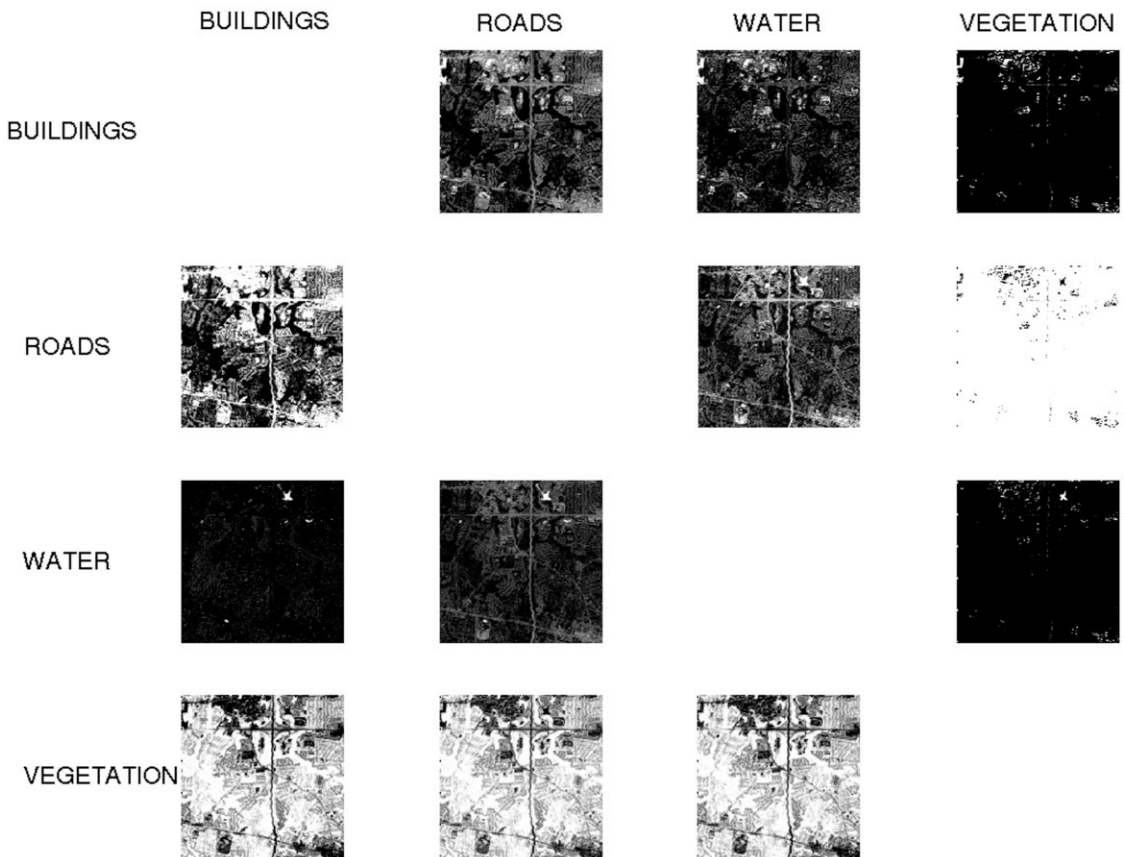 BUILDINGS ROADS WATER VEGETATION
BUILDINGS
ROADS
WATER
VEGETATION